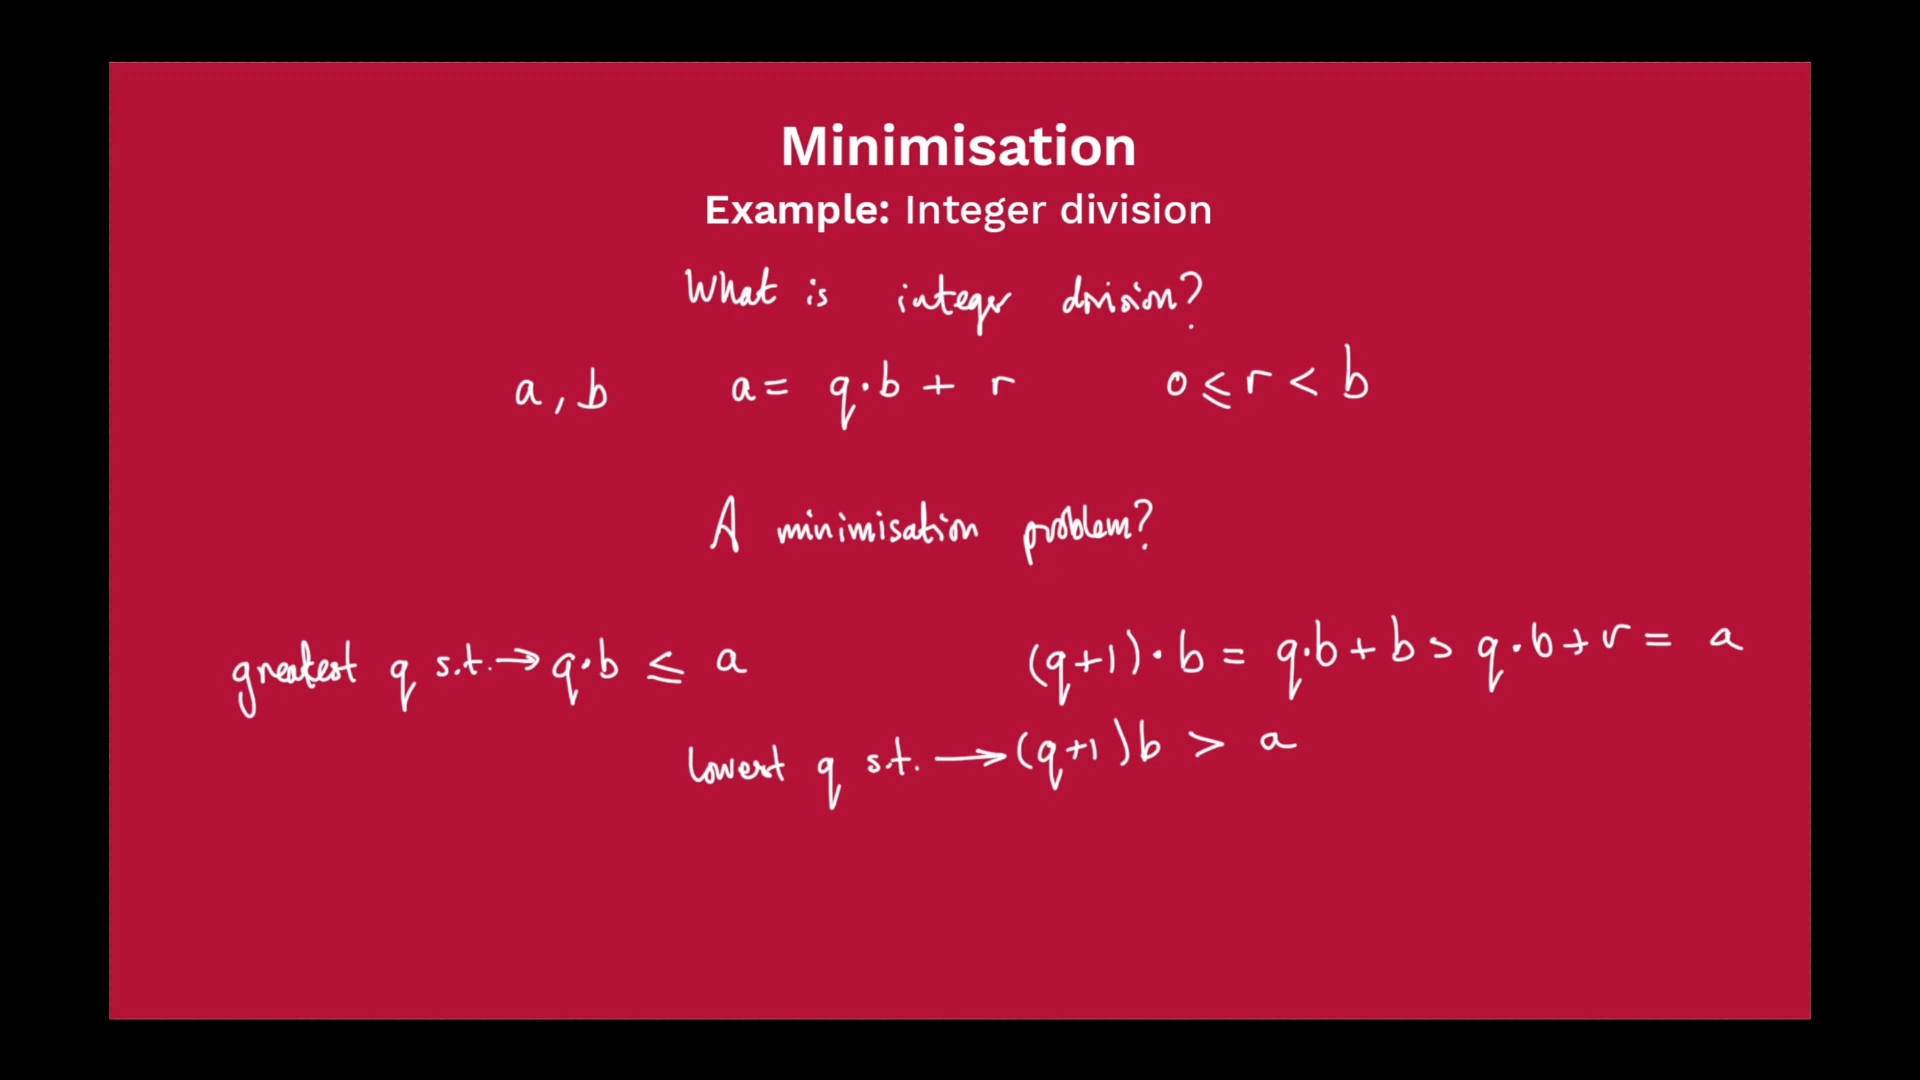 Minimisation
Example: Integer division
What is integer division?
a, b a = q·b + r 0 ≤ r < b
A minimisation problem?
greatest q s.t. → q·b ≤ a (q+1)·b = q·b + b > q·b + r = a
lowest q s.t. → (q+1)b > a